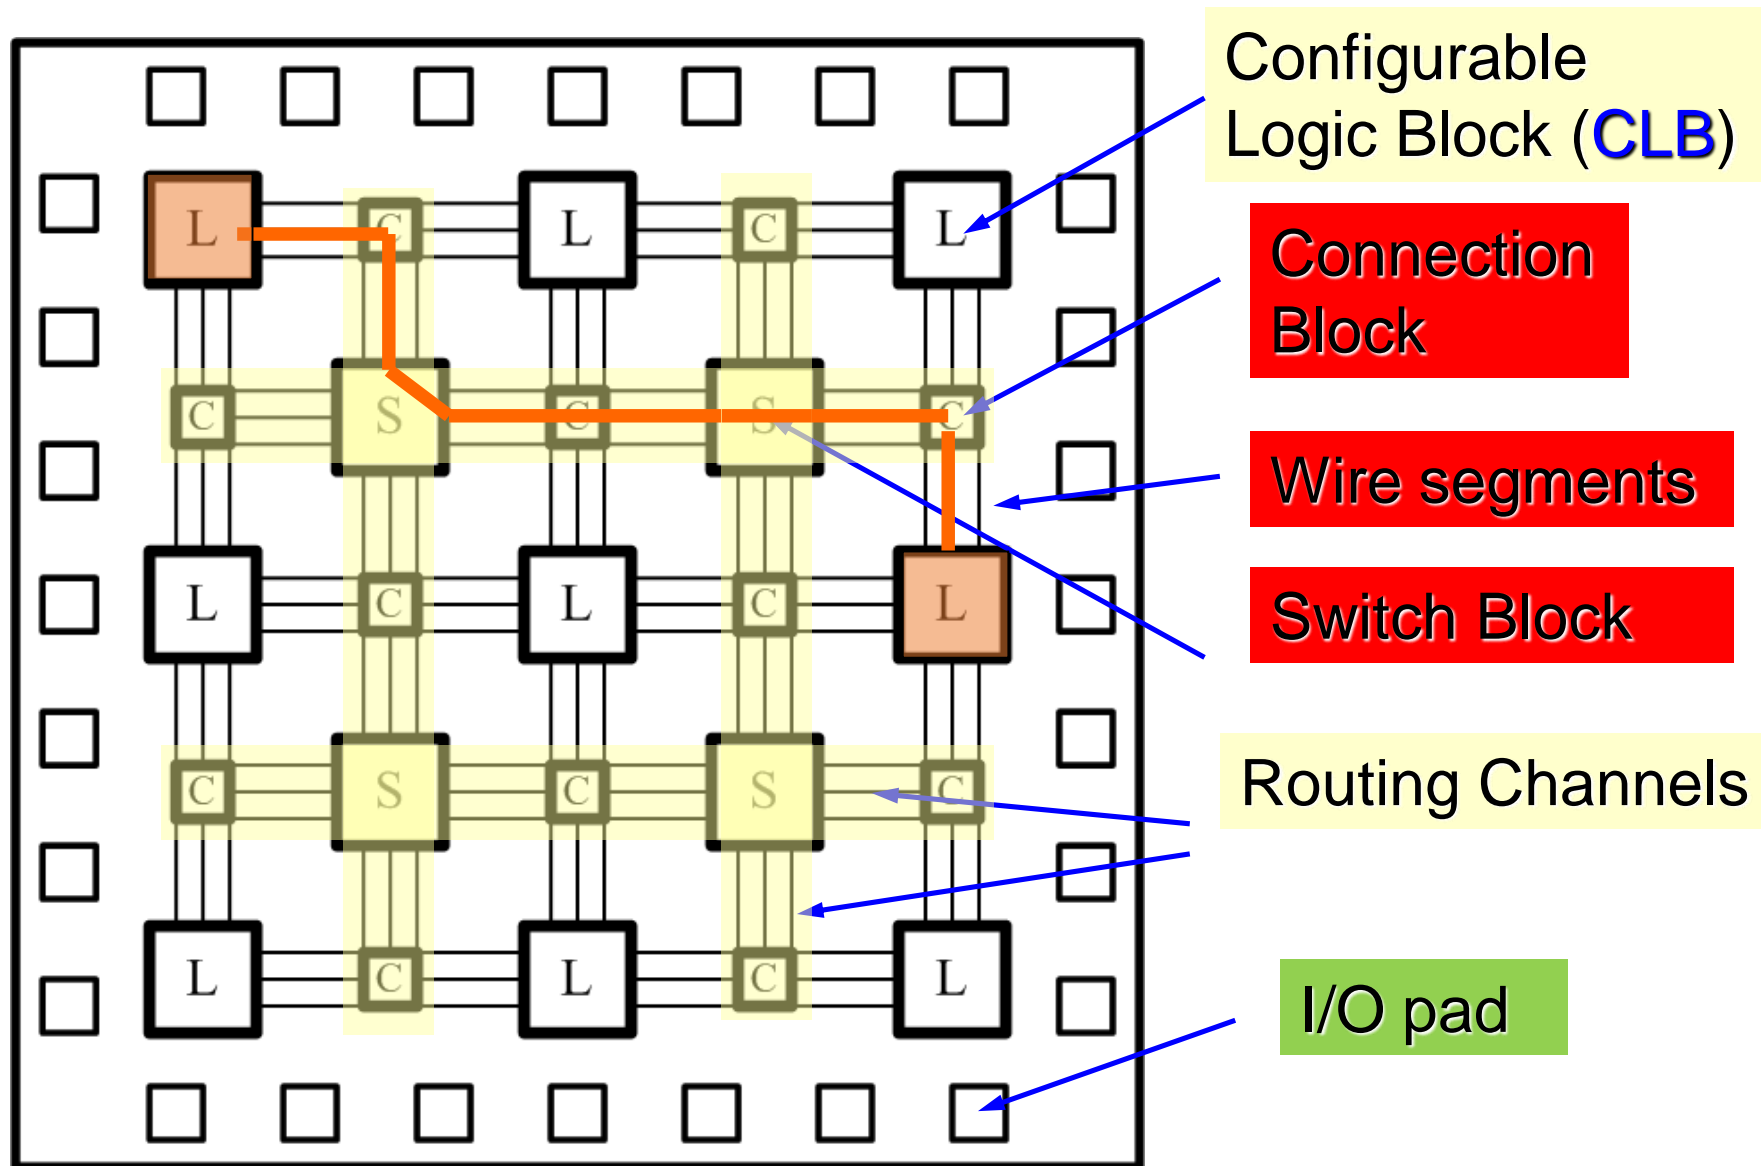 Configurable
Logic Block (CLB)
L C L C L
Connection
Block
C S C S C
Wire segments
L C L C L
Switch Block
C S C S C
Routing Channels
L C L C L
I/O pad